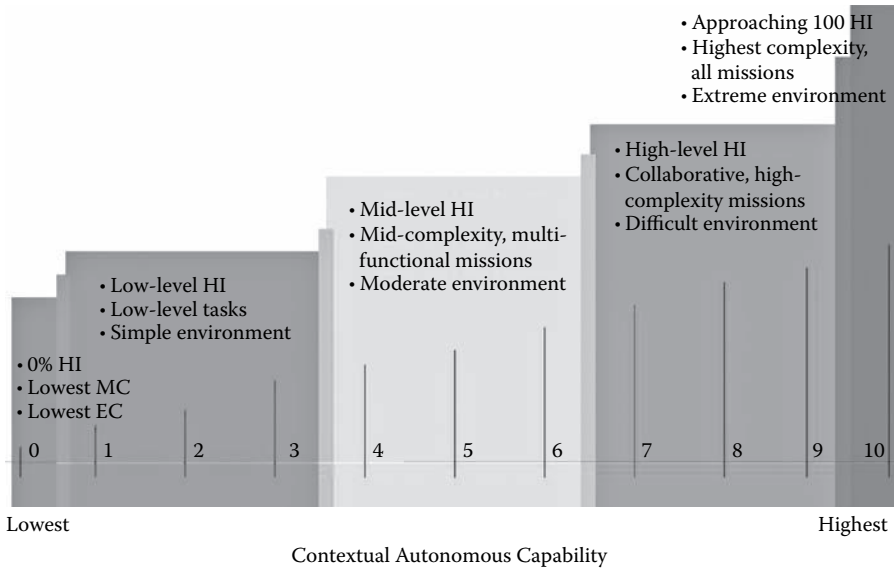 • Approaching 100 HI
• Highest complexity,
all missions
• Extreme environment
• High-level HI
• Collaborative, high-
complexity missions
• Difficult environment
• Mid-level HI
• Mid-complexity, multi-
functional missions
• Moderate environment
• Low-level HI
• Low-level tasks
• Simple environment
• 0% HI
• Lowest MC
• Lowest EC
0 1 2 3 4 5 6 7 8 9 10
Lowest Highest
Contextual Autonomous Capability